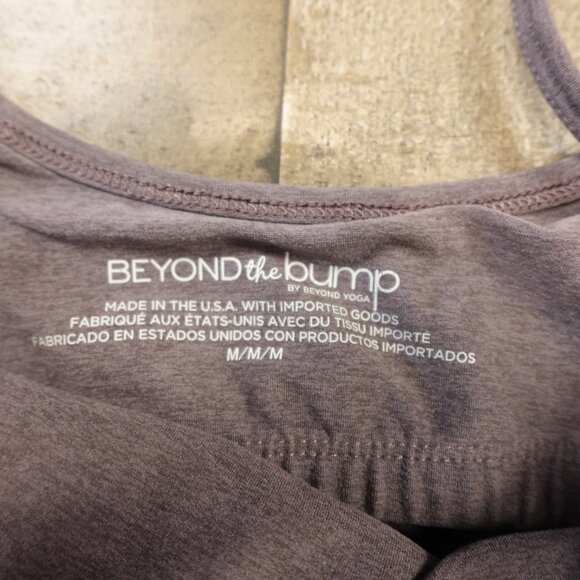 BEYOND the bump
BY BEYOND YOGA
MADE IN THE U.S.A. WITH IMPORTED GOODS
FABRIQUÉ AUX ÉTATS-UNIS AVEC DU TISSU IMPORTÉ
FABRICADO EN ESTADOS UNIDOS CON PRODUCTOS IMPORTADOS
M/M/M